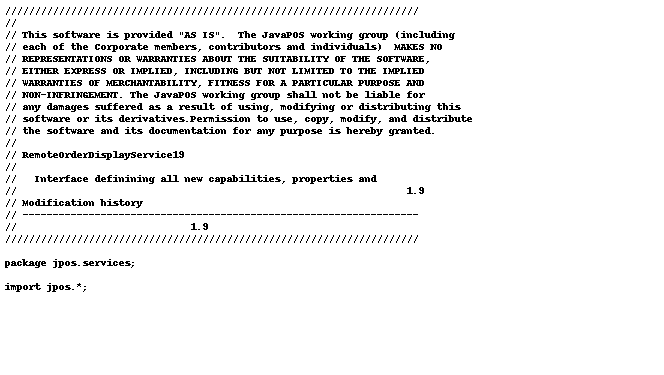 //////////////////////////////////////////////////////////////////////
//
// This software is provided "AS IS".  The JavaPOS working group (including
// each of the Corporate members, contributors and individuals)  MAKES NO
// REPRESENTATIONS OR WARRANTIES ABOUT THE SUITABILITY OF THE SOFTWARE,
// EITHER EXPRESS OR IMPLIED, INCLUDING BUT NOT LIMITED TO THE IMPLIED
// WARRANTIES OF MERCHANTABILITY, FITNESS FOR A PARTICULAR PURPOSE AND
// NON-INFRINGEMENT. The JavaPOS working group shall not be liable for
// any damages suffered as a result of using, modifying or distributing this
// software or its derivatives.Permission to use, copy, modify, and distribute
// the software and its documentation for any purpose is hereby granted.
//
// RemoteOrderDisplayService19
//
//   Interface definining all new capabilities, properties and
//                                                                 1.9
// Modification history
// ------------------------------------------------------------------
//                             1.9
//////////////////////////////////////////////////////////////////////
package jpos.services;
import jpos.*;